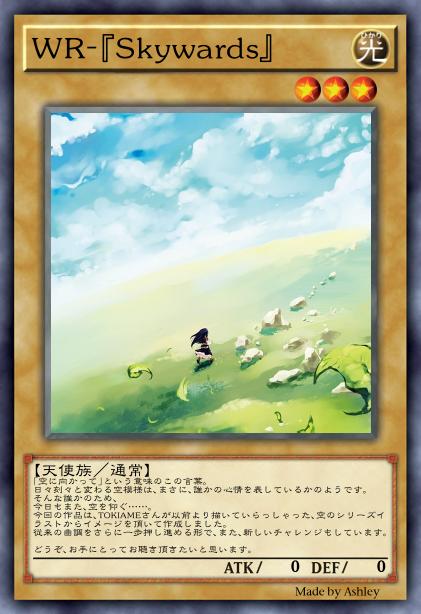 WR-『Skywards』
ひかり
光
【天使族／通常】
「空に向かって」という意味のこの言葉。
日々刻々と変わる空模様は、まさに、誰かの心情を表しているかのようです。
そんな誰かのため、
今日もまた、空を仰ぐ……。
今回の作品は、TOKIAMEさんが以前より描いていらっしゃった、空のシリーズイ
ラストからイメージを頂いて作成しました。
従来の曲調をさらに一歩押し進める形で、また、新しいチャレンジもしています。
どうぞ、お手にとってお聴き頂きたいと思います。
ATK/ 0 DEF/ 0
Made by Ashley